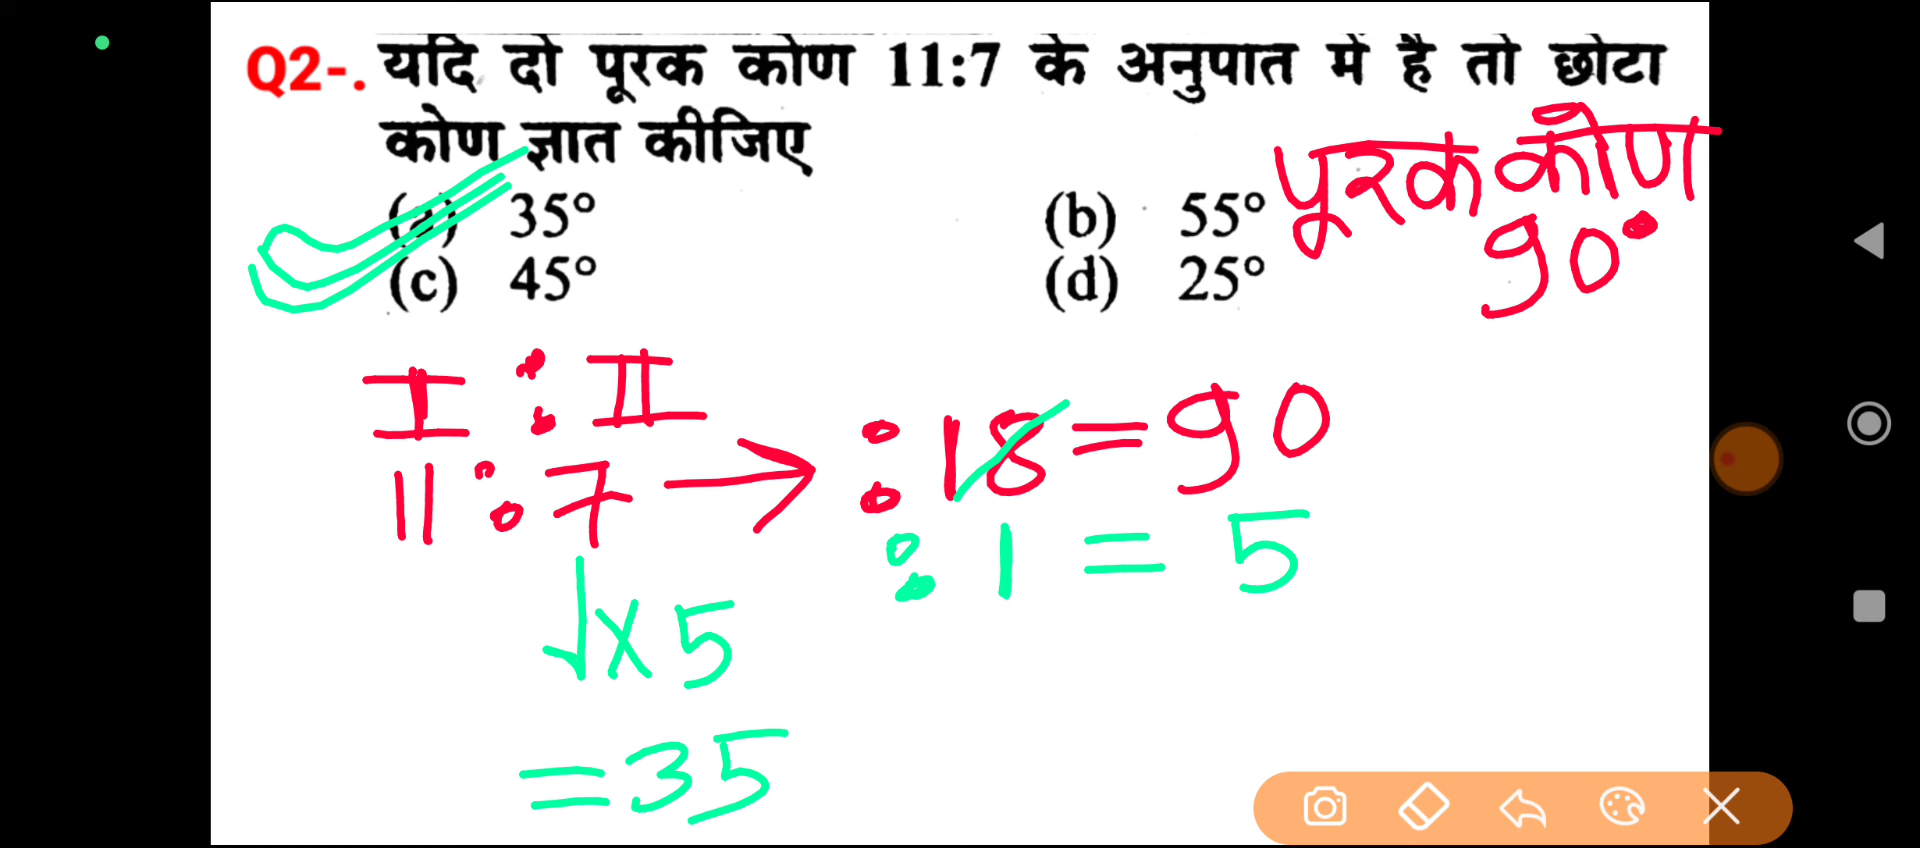 Q2-. यदि दो पूरक कोण 11:7 के अनुपात में है तो छोटा
कोण ज्ञात कीजिए
(a) 35° (b) 55°
(c) 45° (d) 25°
पूरक कोण
90°
I : II
11 : 7 → : 18 = 90
: 1 = 5
× 5
= 35